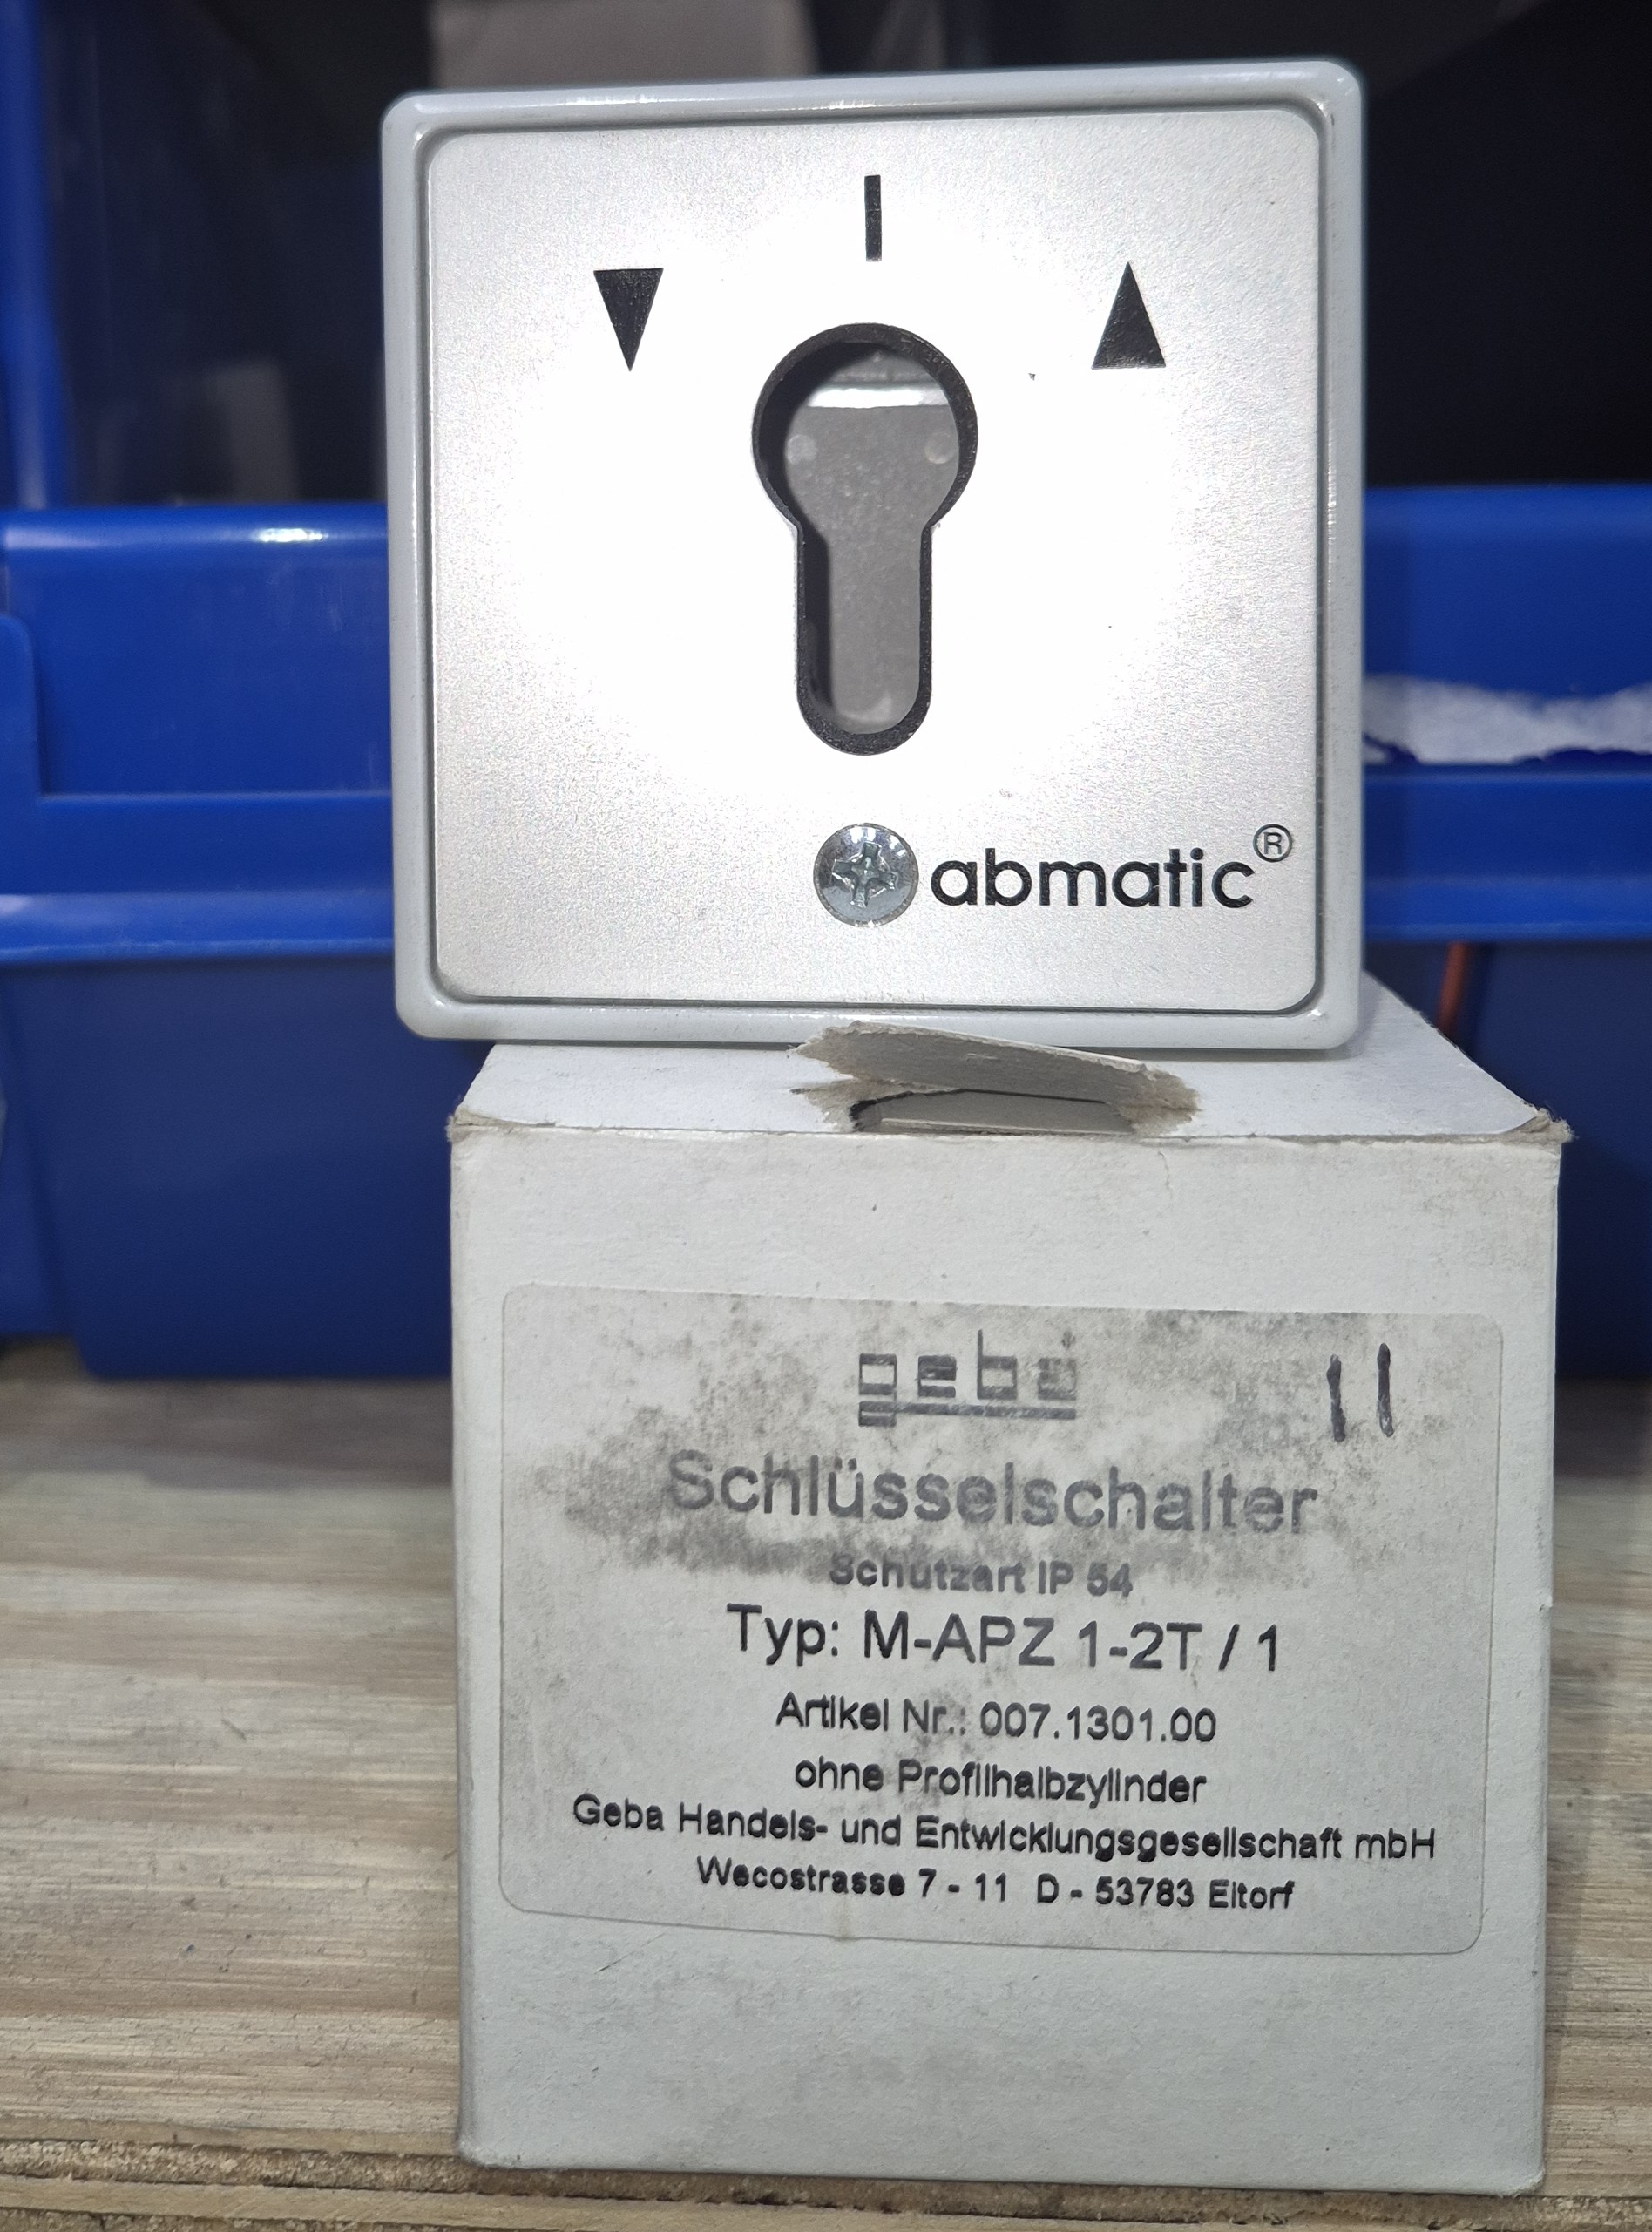 abmatic®
geba
11
Schlüsselschalter
Schutzart IP 54
Typ: M-APZ 1-2T / 1
Artikel Nr.: 007.1301.00
ohne Profilhalbzylinder
Geba Handels- und Entwicklungsgesellschaft mbH
Wecostrasse 7 - 11 D - 53783 Eitorf